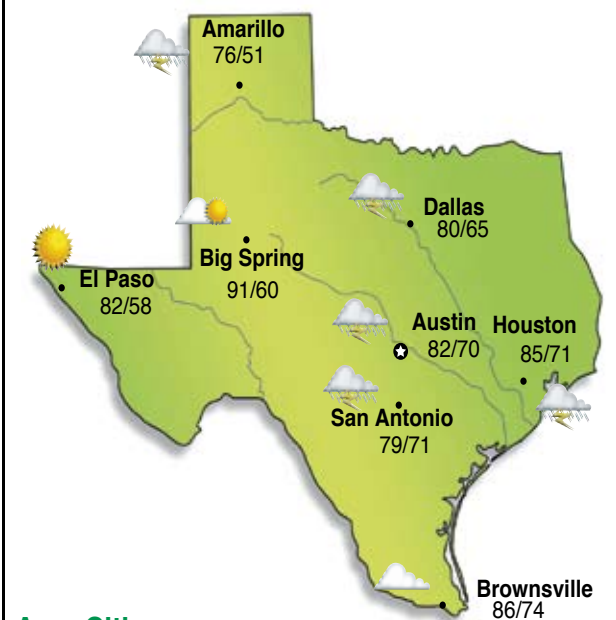 Amarillo
76/51
Dallas
80/65
Big Spring
91/60
El Paso
82/58
Austin
82/70
Houston
85/71
San Antonio
79/71
Brownsville
86/74